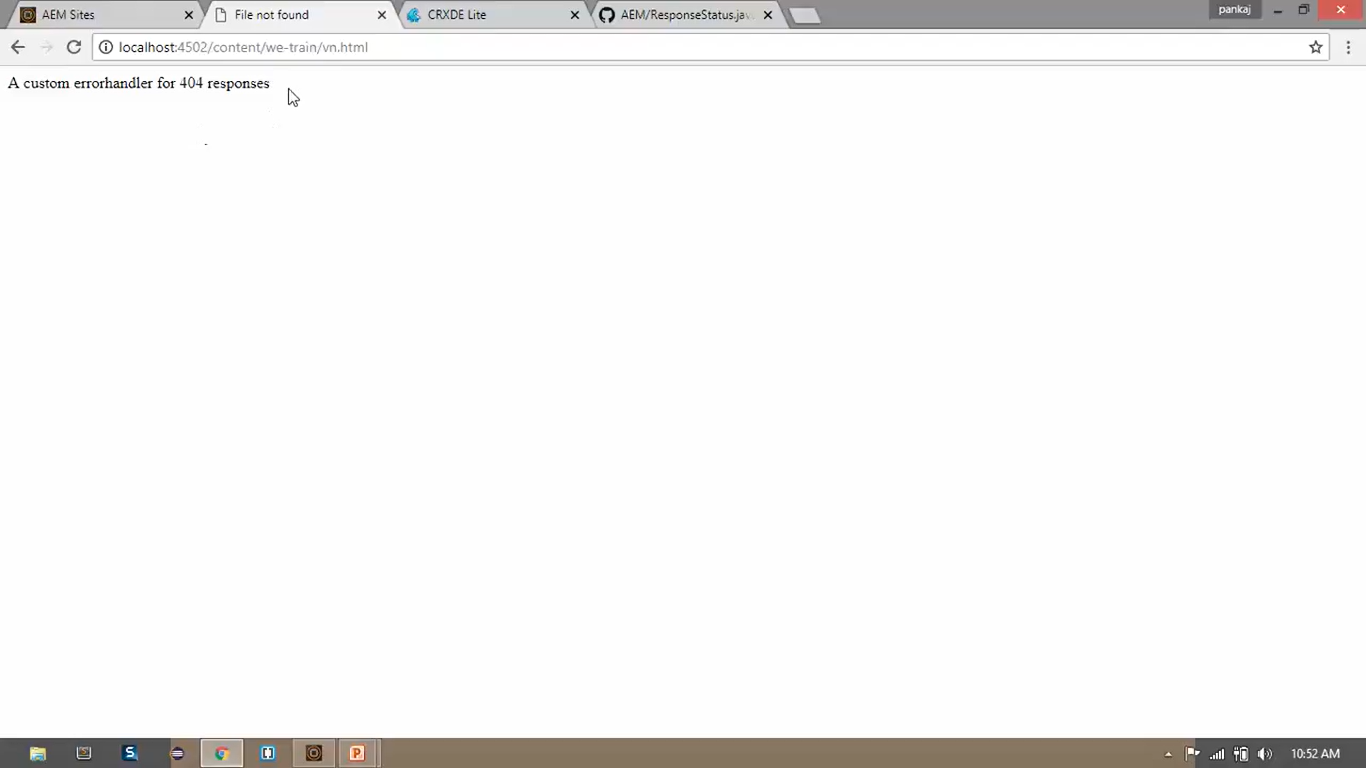 AEM Sites
File not found
CRXDE Lite
AEM/ResponseStatus.jav
pankaj
localhost:4502/content/we-train/vn.html
A custom errorhandler for 404 responses
10:52 AM